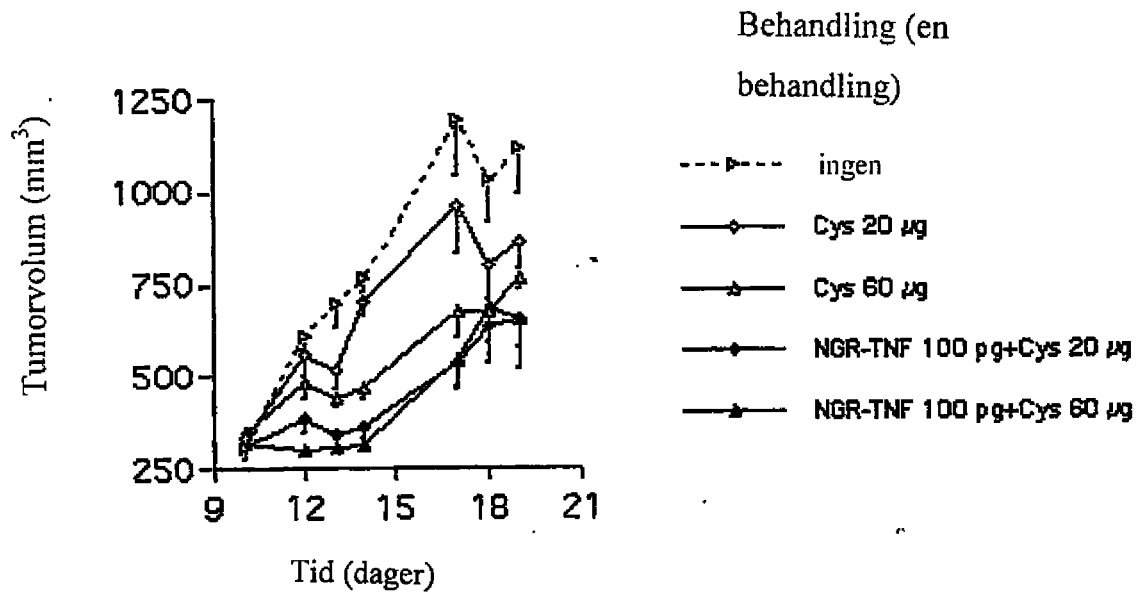 Behandling (en
behandling)
Tumorvolum (mm³)
1250
1000
750
500
250
9 12 15 18 21
Tid (dager)
ingen
Cys 20 µg
Cys 60 µg
NGR-TNF 100 pg+Cys 20 µg
NGR-TNF 100 pg+Cys 60 µg